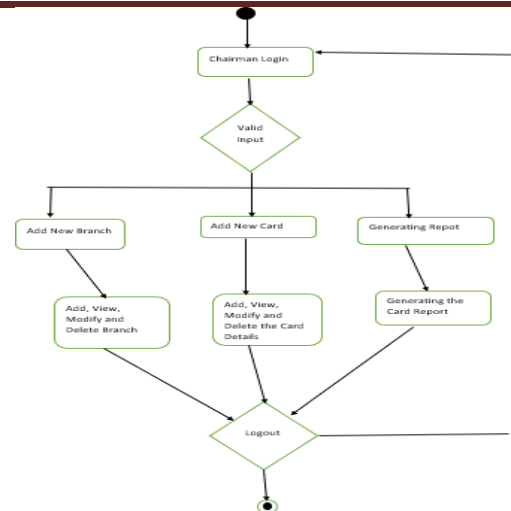 Chairman Login
Valid
Input
Add New Branch
Add New Card
Generating Repot
Add, View,
Modify and
Delete Branch
Add, View,
Modify and
Delete the Card
Details
Generating the
Card Report
Logout